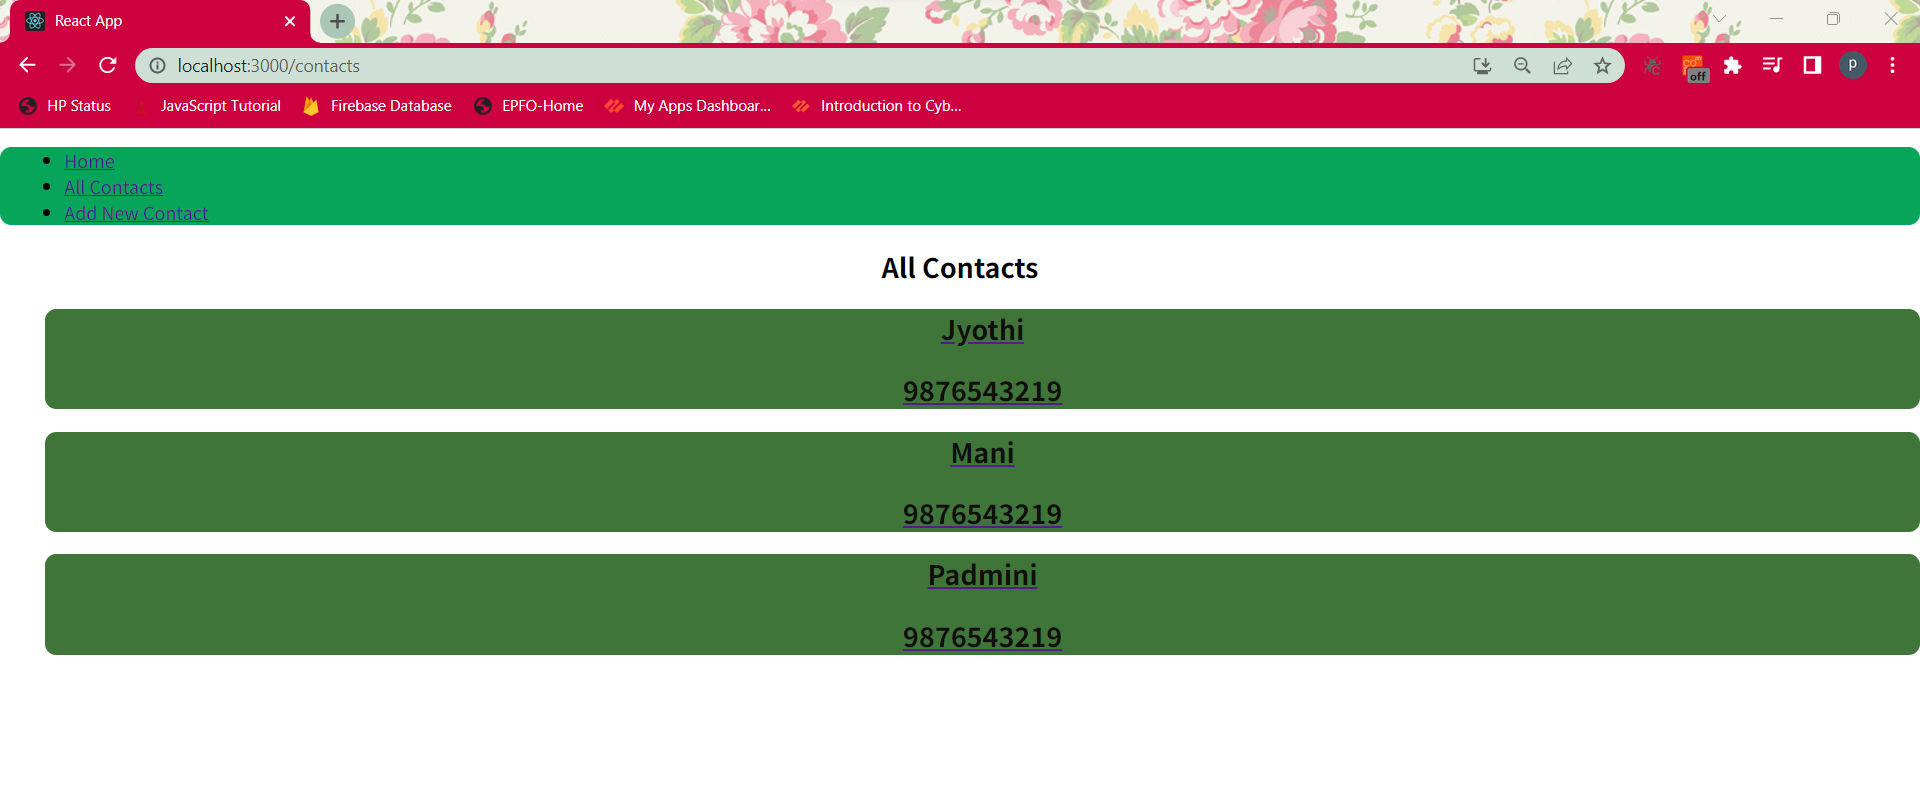 React App
localhost:3000/contacts
off
p
HP Status
JavaScript Tutorial
Firebase Database
EPFO-Home
My Apps Dashboar...
Introduction to Cyb...
Home
All Contacts
Add New Contact
All Contacts
Jyothi
9876543219
Mani
9876543219
Padmini
9876543219